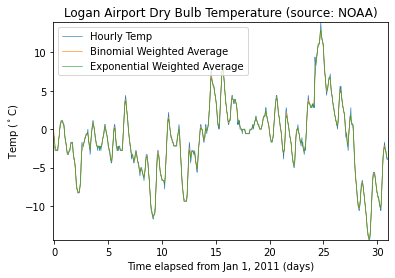 Logan Airport Dry Bulb Temperature (source: NOAA)
Hourly Temp
Binomial Weighted Average
Exponential Weighted Average
Temp (°C)
10
5
0
−5
−10
0 5 10 15 20 25 30
Time elapsed from Jan 1, 2011 (days)